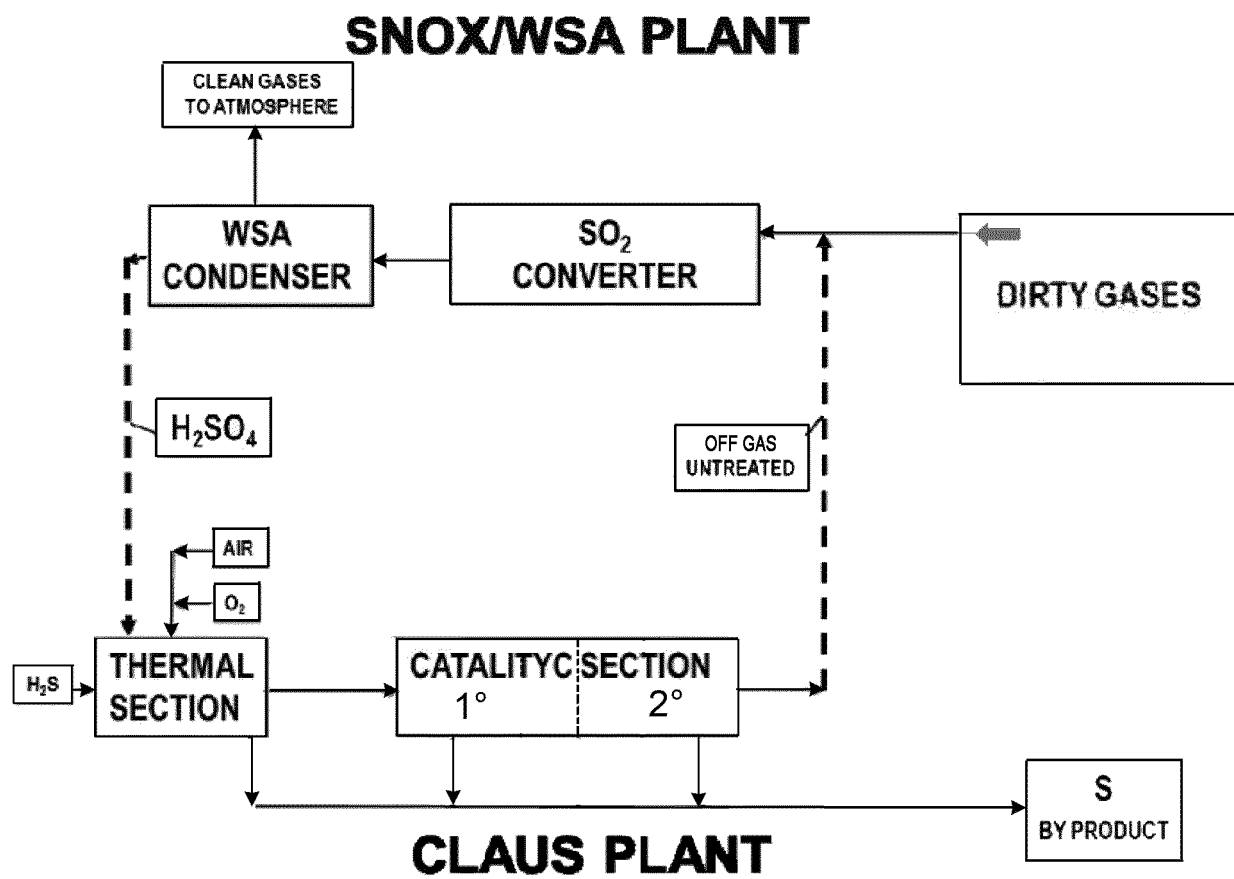 SNOX/WSA PLANT
CLEAN GASES
TO ATMOSPHERE
WSA
CONDENSER
SO₂
CONVERTER
DIRTY GASES
H₂SO₄
OFF GAS
UNTREATED
AIR
O₂
H₂S
THERMAL
SECTION
CATALITYC SECTION
1° 2°
S
BY PRODUCT
CLAUS PLANT